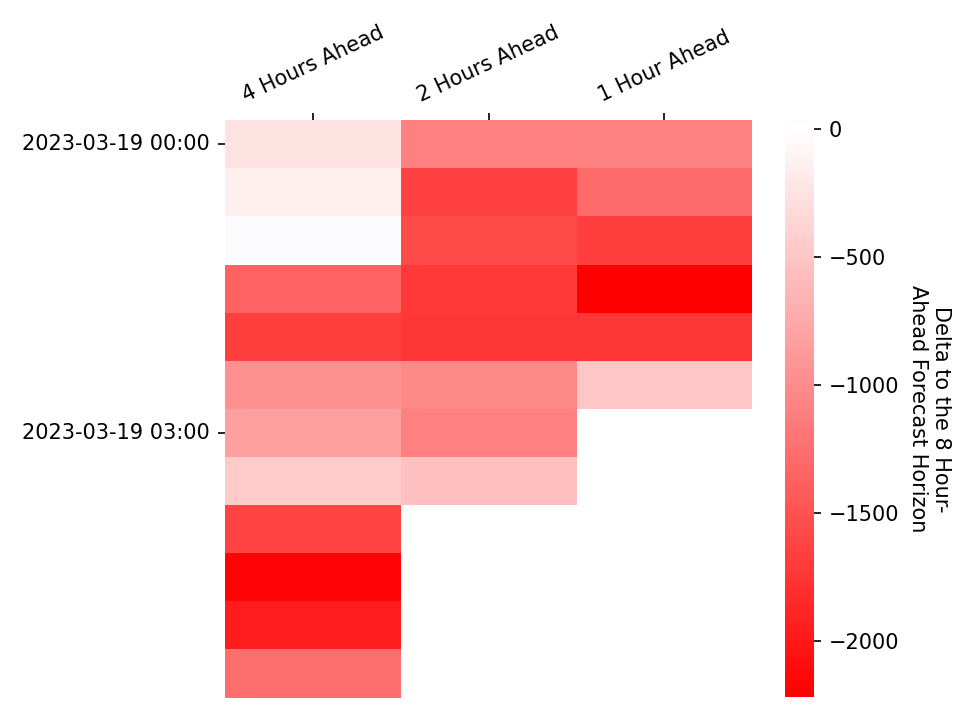 4 Hours Ahead
2 Hours Ahead
1 Hour Ahead
2023-03-19 00:00
2023-03-19 03:00
0
−500
−1000
−1500
−2000
Delta to the 8 Hour-
Ahead Forecast Horizon